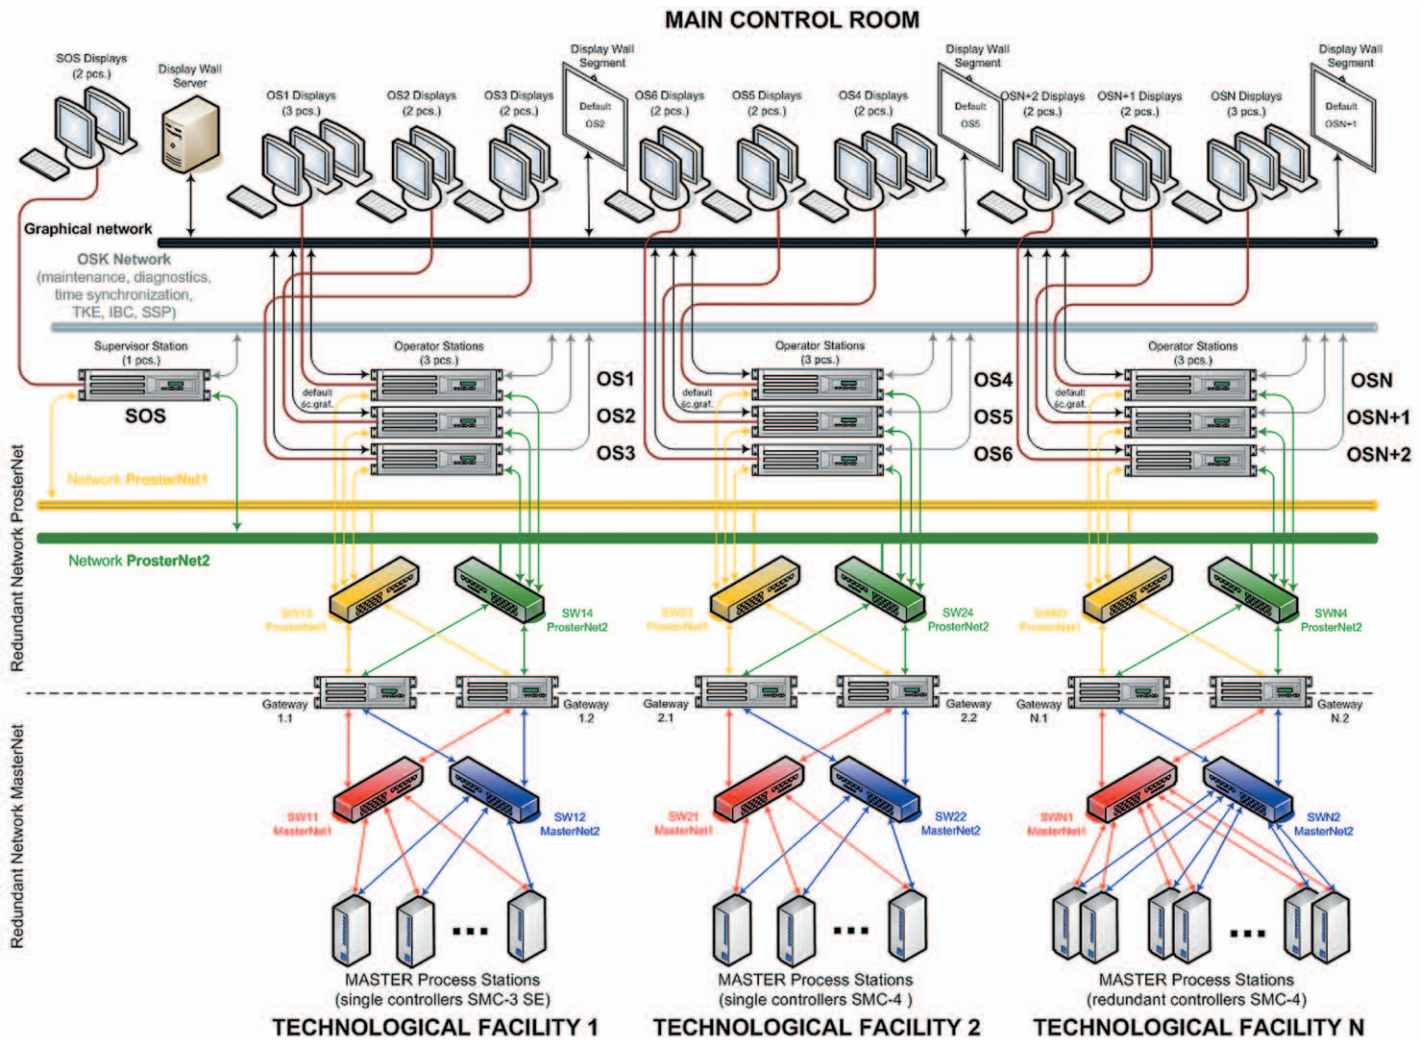 MAIN CONTROL ROOM
SOS Displays
(2 pcs.)
Display Wall
Server
OS1 Displays
(3 pcs.)
OS2 Displays
(2 pcs.)
OS3 Displays
(2 pcs.)
Display Wall
Segment
Default
OS2
OS6 Displays
(2 pcs.)
OS5 Displays
(2 pcs.)
OS4 Displays
(2 pcs.)
Display Wall
Segment
Default
OS5
OSN+2 Displays
(2 pcs.)
OSN+1 Displays
(2 pcs.)
OSN Displays
(3 pcs.)
Display Wall
Segment
Default
OSN+1
Graphical network
OSK Network
(maintenance, diagnostics,
time synchronization,
TKE, IBC, SSP)
Supervisor Station
(1 pcs.)
SOS
Operator Stations
(3 pcs.)
default
śc.graf.
OS1
OS2
OS3
Operator Stations
(3 pcs.)
default
śc.graf.
OS4
OS5
OS6
Operator Stations
(3 pcs.)
default
śc.graf.
OSN
OSN+1
OSN+2
Redundant Network ProsterNet
Network ProsterNet1
Network ProsterNet2
SW13
ProsterNet1
SW14
ProsterNet2
SW23
ProsterNet1
SW24
ProsterNet2
SWN3
ProsterNet1
SWN4
ProsterNet2
Gateway
1.1
Gateway
1.2
Gateway
2.1
Gateway
2.2
Gateway
N.1
Gateway
N.2
Redundant Network MasterNet
SW11
MasterNet1
SW12
MasterNet2
SW21
MasterNet1
SW22
MasterNet2
SWN1
MasterNet1
SWN2
MasterNet2
MASTER Process Stations
(single controllers SMC-3 SE)
TECHNOLOGICAL FACILITY 1
MASTER Process Stations
(single controllers SMC-4 )
TECHNOLOGICAL FACILITY 2
MASTER Process Stations
(redundant controllers SMC-4)
TECHNOLOGICAL FACILITY N